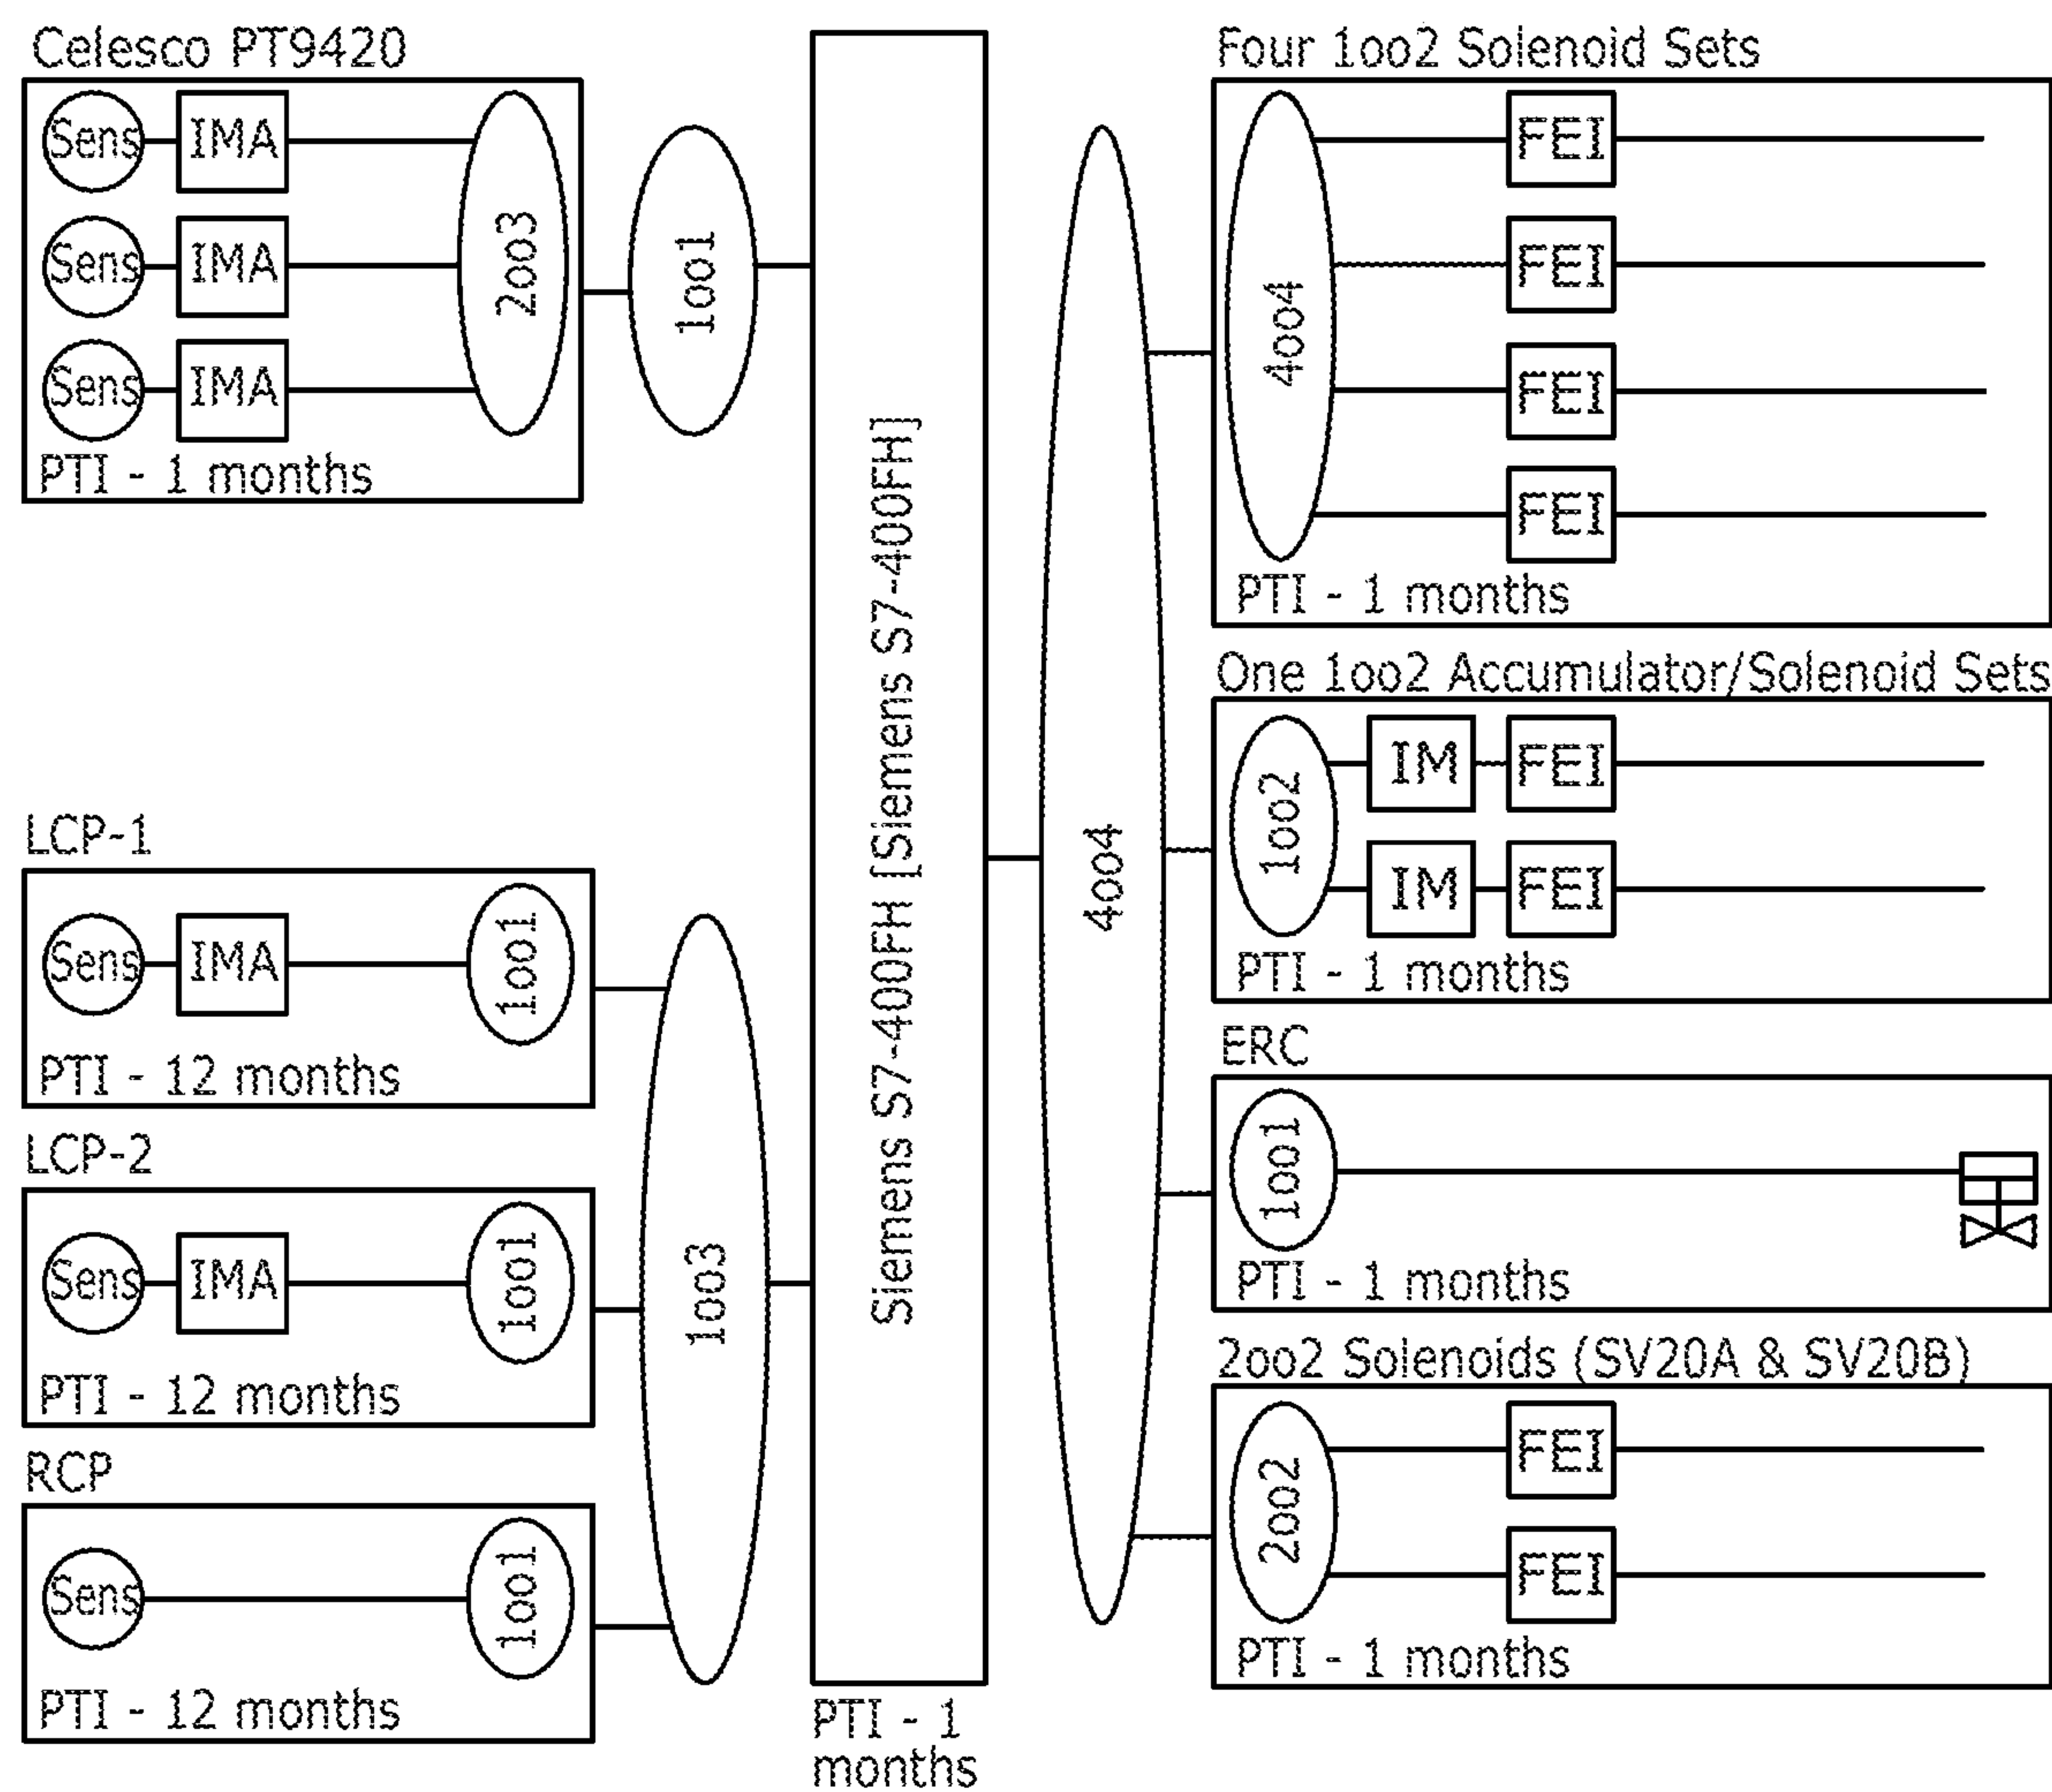 Celesco PT9420
Sens IMA
Sens IMA
Sens IMA
2oo3
PTI - 1 months
1oo1
LCP-1
Sens IMA
1oo1
PTI - 12 months
LCP-2
Sens IMA
1oo1
PTI - 12 months
RCP
Sens
1oo1
PTI - 12 months
1oo3
Siemens S7-400FH [Siemens S7-400FH]
PTI - 1
months
4oo4
Four 1oo2 Solenoid Sets
4oo4
FEI
FEI
FEI
FEI
PTI - 1 months
One 1oo2 Accumulator/Solenoid Sets
1oo2
IM FEI
IM FEI
PTI - 1 months
ERC
1oo1
PTI - 1 months
2oo2 Solenoids (SV20A & SV20B)
2oo2
FEI
FEI
PTI - 1 months